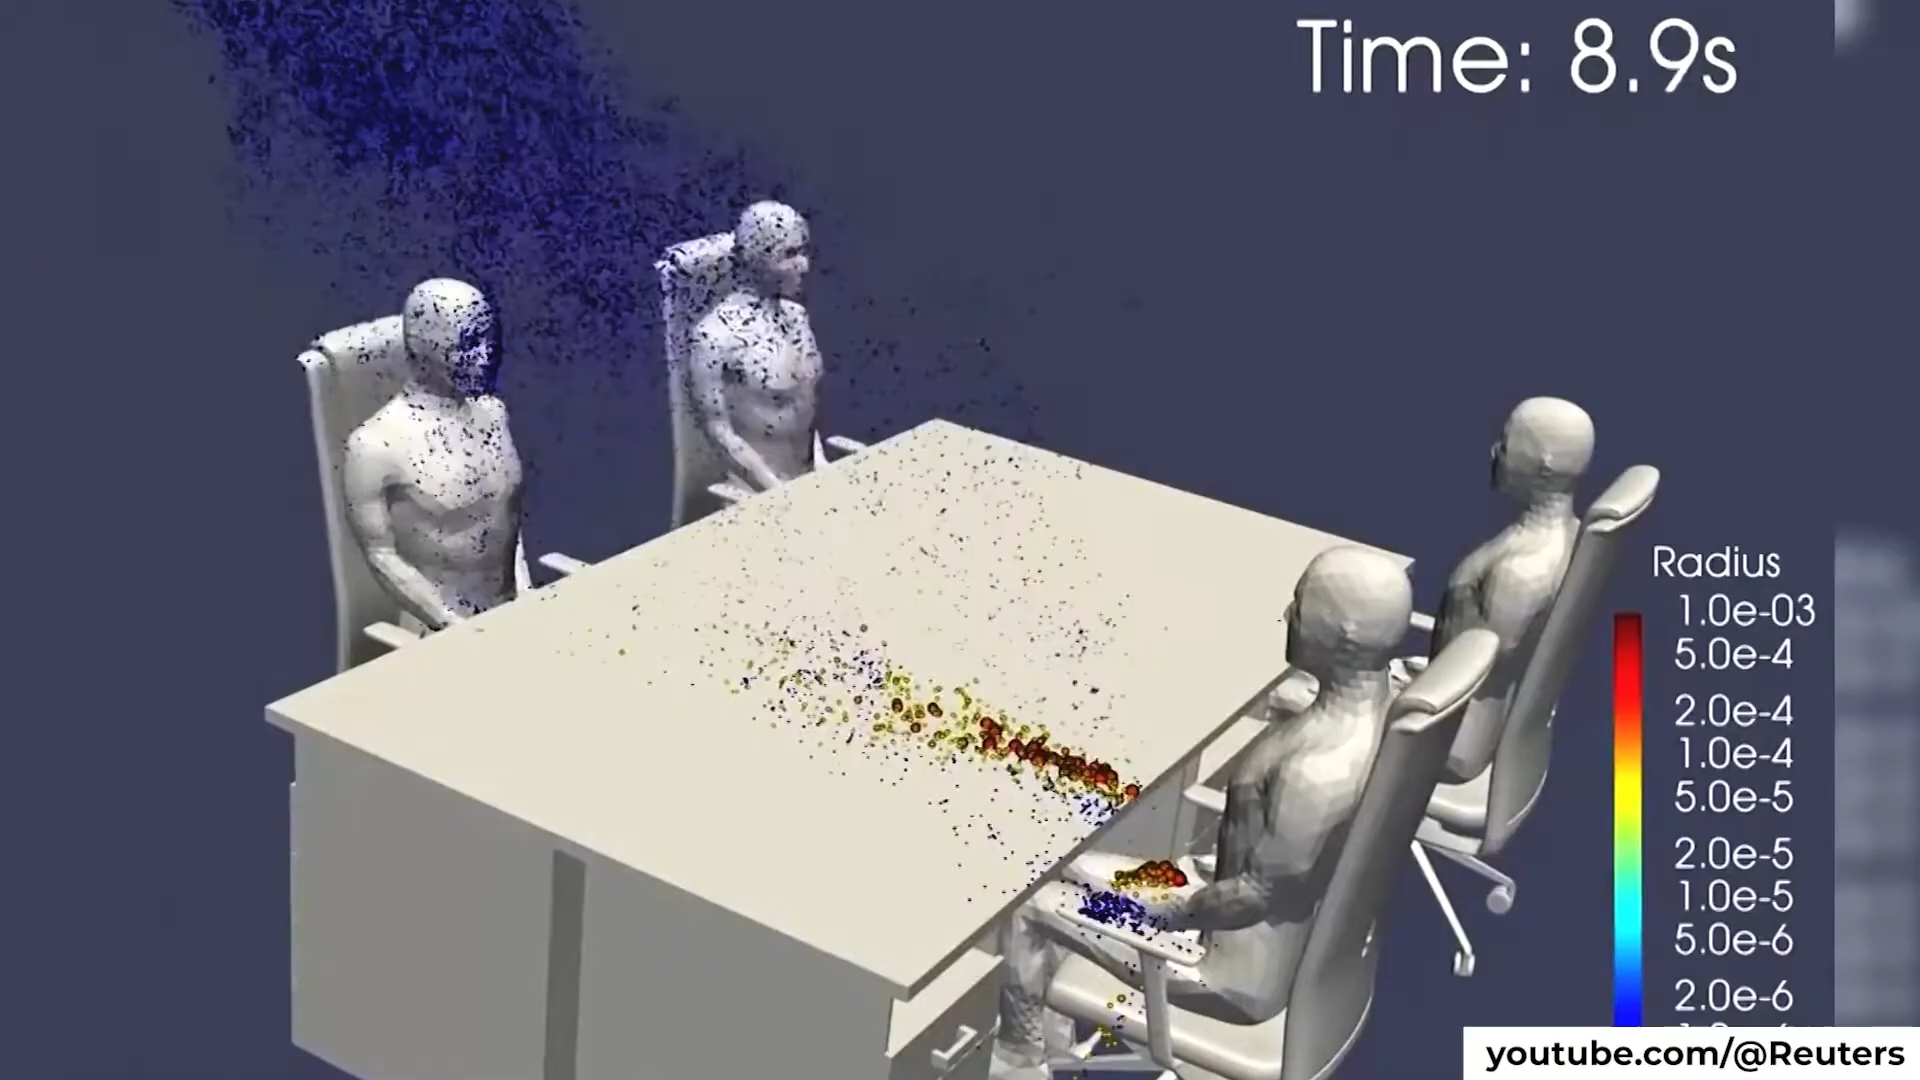 Time: 8.9s
Radius
1.0e-03
5.0e-4
2.0e-4
1.0e-4
5.0e-5
2.0e-5
1.0e-5
5.0e-6
2.0e-6
youtube.com/@Reuters